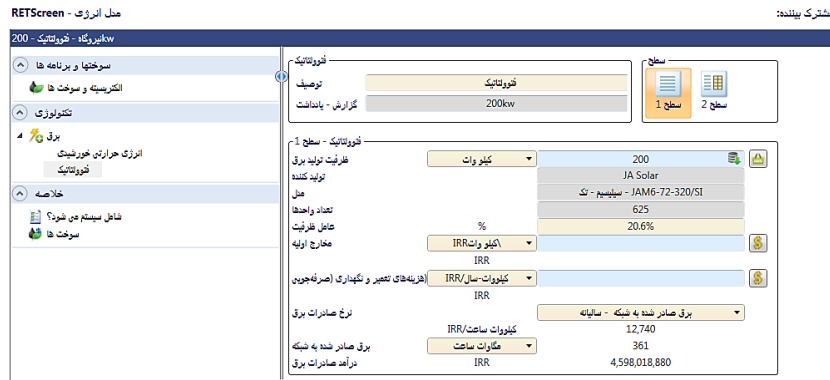 مدل انرژی - RETScreen
مشترک بیننده:
نیروگاه - فتوولتائیک - 200kw
سوختها و برنامه ها
الکتریسیته و سوخت ها
تکنولوژی
برق
انرژی حرارتی خورشیدی
فتوولتائیک
خلاصه
شامل سیستم می شود؟
سوخت ها
فتوولتائیک
توصیف فتوولتائیک
گزارش - یادداشت 200kw
سطح
سطح 1 سطح 2
فتوولتائیک - سطح 1
ظرفیت تولید برق کیلو وات 200
تولید کننده JA Solar
مدل سیلیسیم - تک - JAM6-72-320/SI
تعداد واحدها 625
عامل ظرفیت % 20.6%
مخارج اولیه IRR\کیلو وات
IRR
(هزینه‌های تعمیر و نگهداری (صرفه‌جویی IRR/کیلووات-سال
IRR
نرخ صادرات برق برق صادر شده به شبکه - سالیانه
IRR/کیلووات ساعت 12,740
برق صادر شده به شبکه مگاوات ساعت 361
درآمد صادرات برق IRR 4,598,018,880